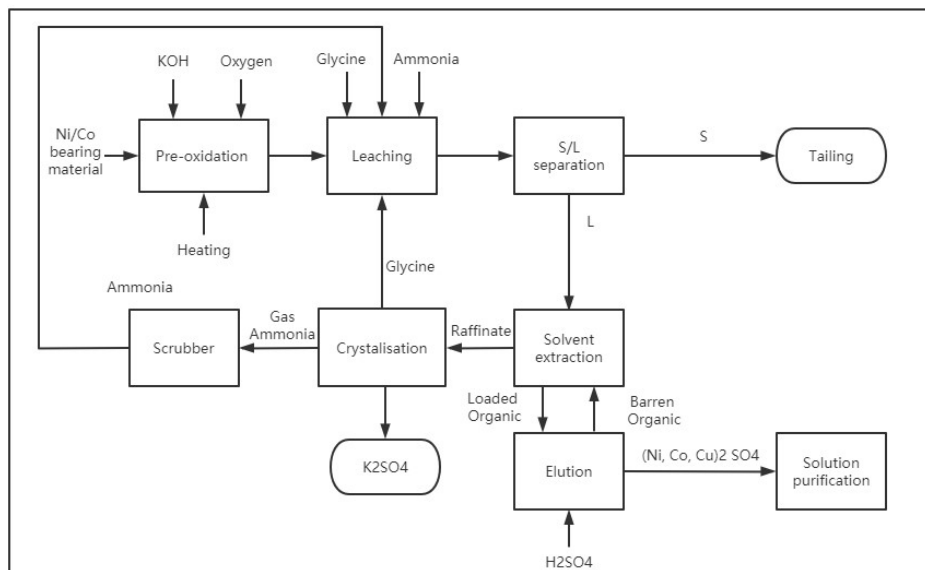 KOH
Oxygen
Glycine
Ammonia
Ni/Co
bearing
material
Pre-oxidation
Leaching
S/L
separation
S
Tailing
Heating
L
Glycine
Ammonia
Scrubber
Gas
Ammonia
Crystalisation
Raffinate
Solvent
extraction
Loaded
Organic
Barren
Organic
K2SO4
Elution
(Ni, Co, Cu)2 SO4
Solution
purification
H2SO4